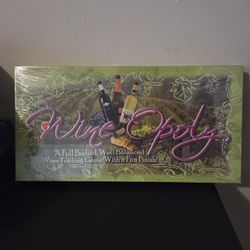 Wine Opoly
A Full Bodied, Well Balanced
Wine Trading Game With a Fun Finish!